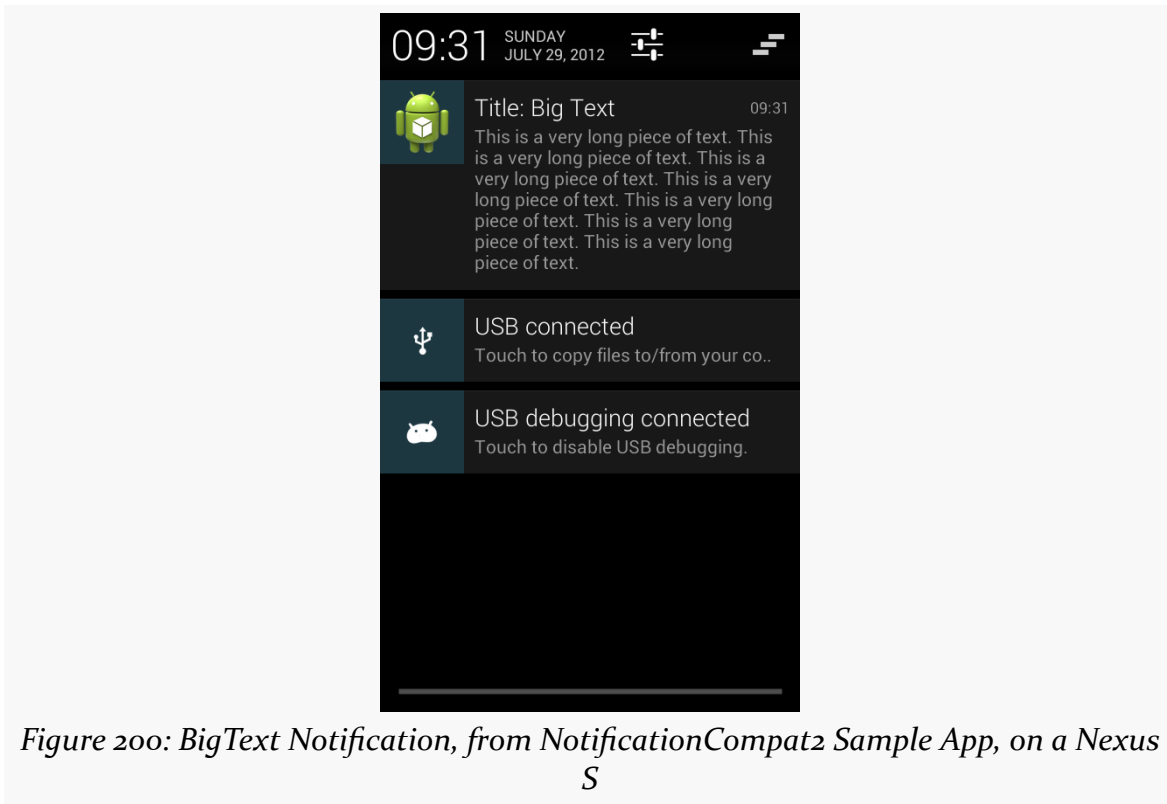 09:31 SUNDAY
JULY 29, 2012
Title: Big Text 09:31
This is a very long piece of text. This
is a very long piece of text. This is a
very long piece of text. This is a very
long piece of text. This is a very long
piece of text. This is a very long
piece of text. This is a very long
piece of text.
USB connected
Touch to copy files to/from your co..
USB debugging connected
Touch to disable USB debugging.
Figure 200: BigText Notification, from NotificationCompat2 Sample App, on a Nexus
S